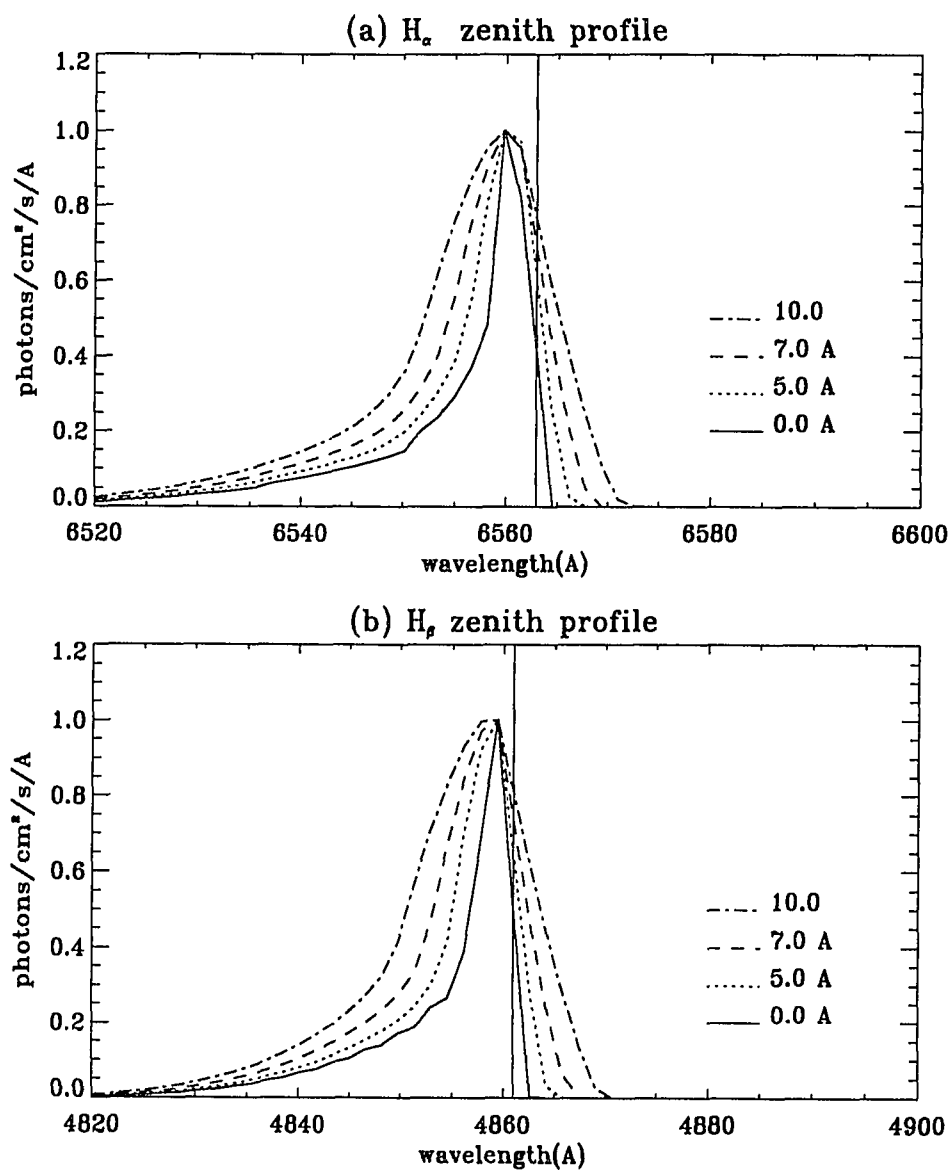 (a) Hα zenith profile
1.2
1.0
0.8
0.6
0.4
0.2
0.0
photons/cm²/s/A
10.0
7.0 A
5.0 A
0.0 A
6520 6540 6560 6580 6600
wavelength(A)
(b) Hβ zenith profile
1.2
1.0
0.8
0.6
0.4
0.2
0.0
photons/cm²/s/A
10.0
7.0 A
5.0 A
0.0 A
4820 4840 4860 4880 4900
wavelength(A)